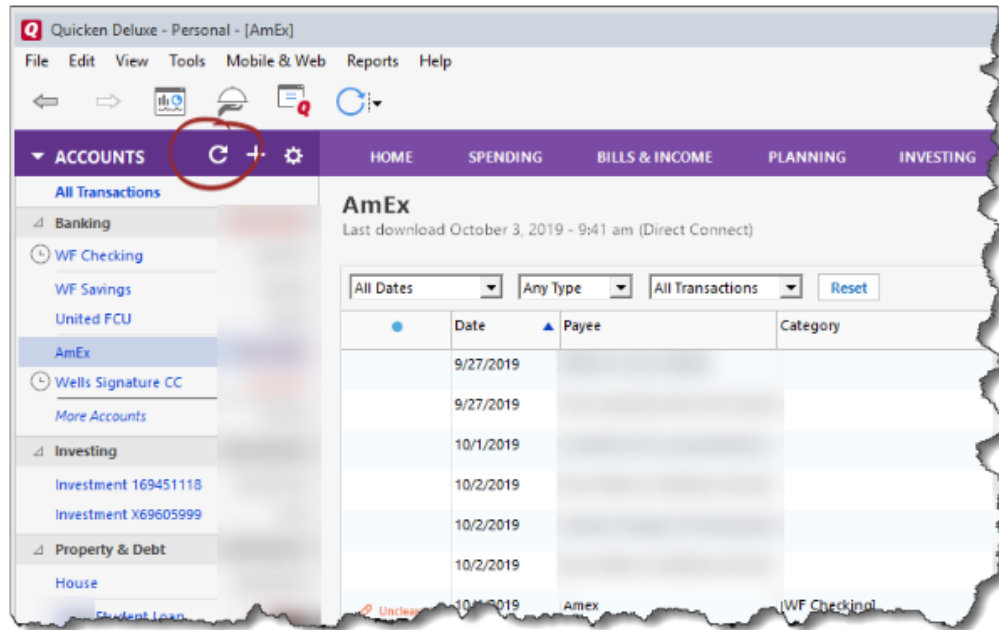 Quicken Deluxe - Personal - [AmEx]
File Edit View Tools Mobile & Web Reports Help
ACCOUNTS
HOME SPENDING BILLS & INCOME PLANNING INVESTING
All Transactions
Banking
WF Checking
WF Savings
United FCU
AmEx
Wells Signature CC
More Accounts
Investing
Investment 169451118
Investment X69605999
Property & Debt
House
Student Loan
AmEx
Last download October 3, 2019 - 9:41 am (Direct Connect)
All Dates Any Type All Transactions Reset
Date Payee Category
9/27/2019
9/27/2019
10/1/2019
10/2/2019
10/2/2019
10/2/2019
Amex [WF Checking]